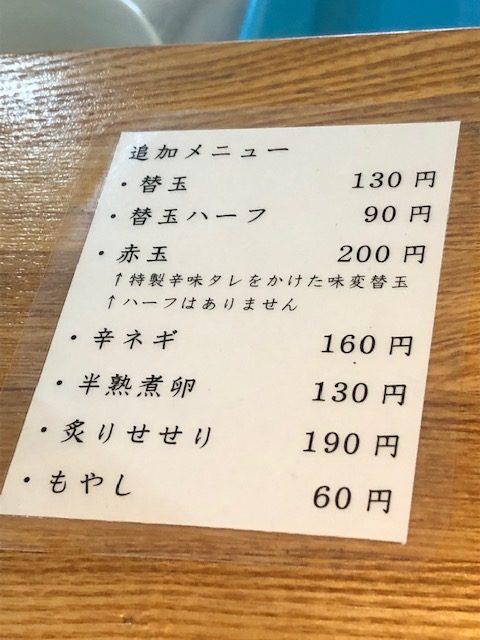 追加メニュー
・替玉 130円
・替玉ハーフ 90円
・赤玉 200円
↑特製辛味タレをかけた味変替玉
↑ハーフはありません
・辛ネギ 160円
・半熟煮卵 130円
・炙りせせり 190円
・もやし 60円